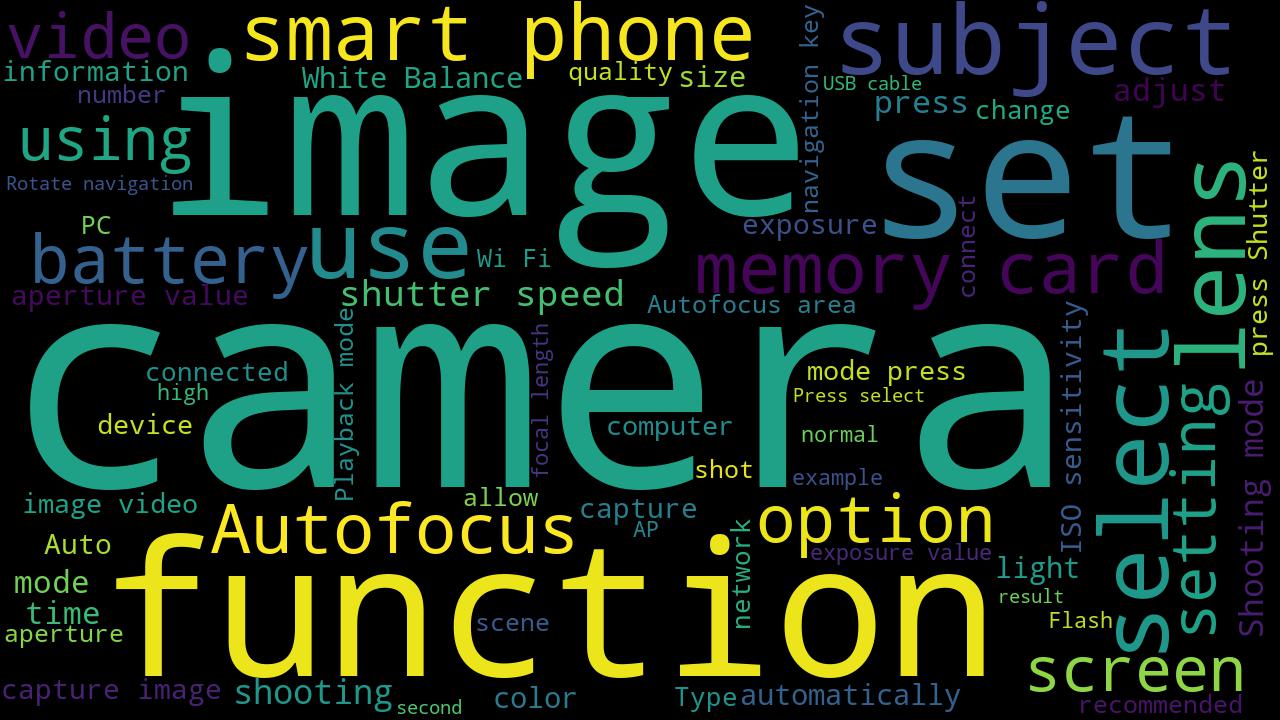 video
smart phone
navigation key
subject
information
White Balance
quality
size
USB cable
number
press
change
adjust
image
using
set
Rotate navigation
PC
exposure
connect
lens
press Shutter
battery
use
Wi Fi
memory card
aperture value
shutter speed
Autofocus area
camera
connected
high
device
Playback mode
focal length
computer
shot
mode press
Press select
normal
example
ISO sensitivity
select
setting
Shooting mode
image video
allow
capture
AP
Autofocus
option
network
exposure value
Auto
mode
time
aperture
function
scene
light
result
Flash
screen
capture image
shooting
second
color
Type
automatically
recommended